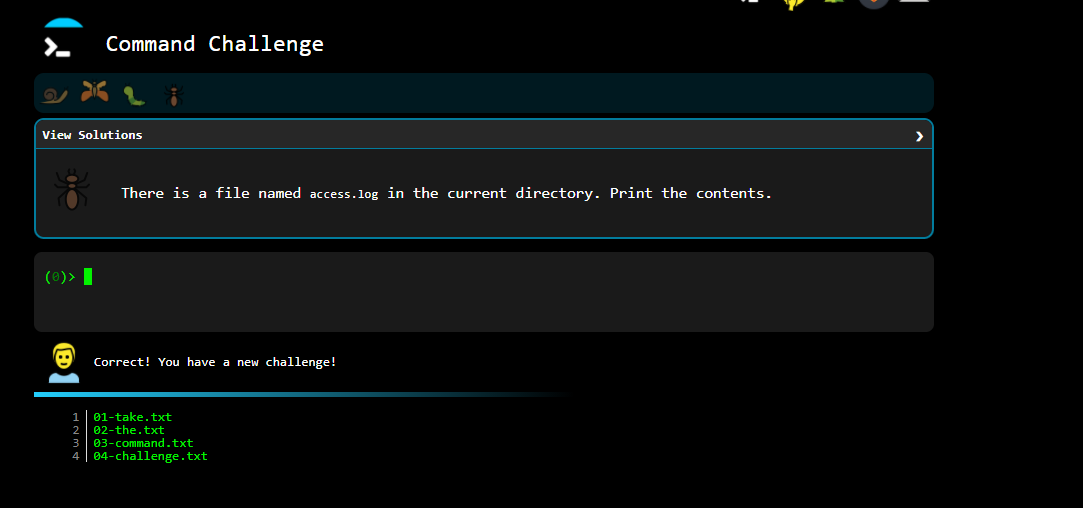 Command Challenge
View Solutions
There is a file named access.log in the current directory. Print the contents.
(0)>
Correct! You have a new challenge!
1 01-take.txt
2 02-the.txt
3 03-command.txt
4 04-challenge.txt